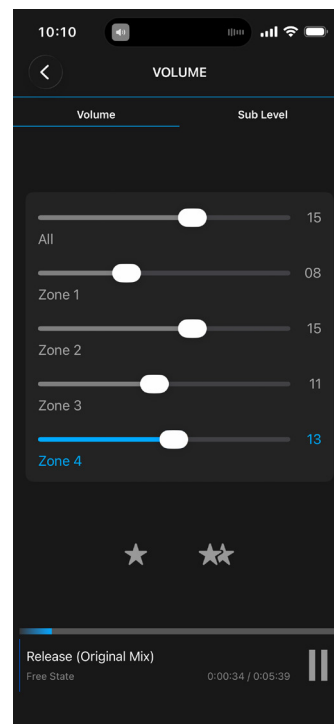 10:10
VOLUME
Volume Sub Level
15
All
08
Zone 1
15
Zone 2
11
Zone 3
13
Zone 4
Release (Original Mix)
Free State 0:00:34 / 0:05:39